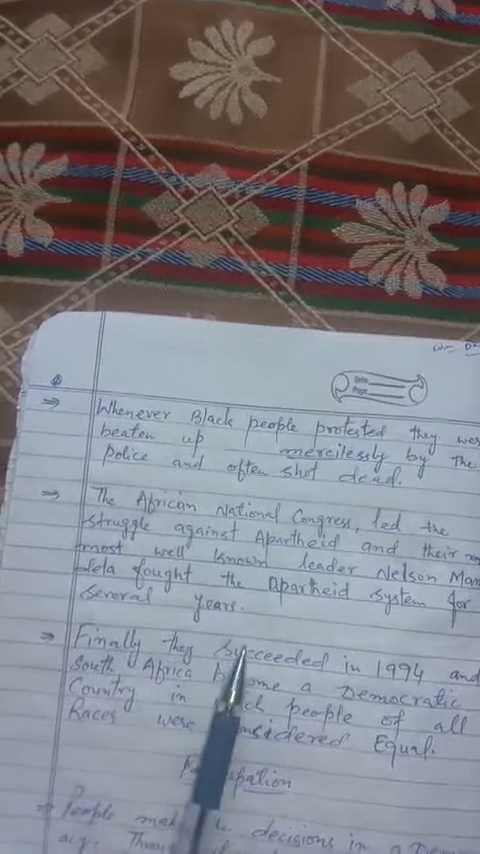 Date
Page
⇒ Whenever Black people protested they
beaten up mercilessly by the
police and often shot dead.
⇒ The African National Congress, led the
struggle against Apartheid and their
most well known leader Nelson Man
dela fought the apartheid system for
several years.
⇒ Finally they succeeded in 1994 and
South Africa a Democratic
Country in people of all
Races were Equal.
⇒ People decisions in a